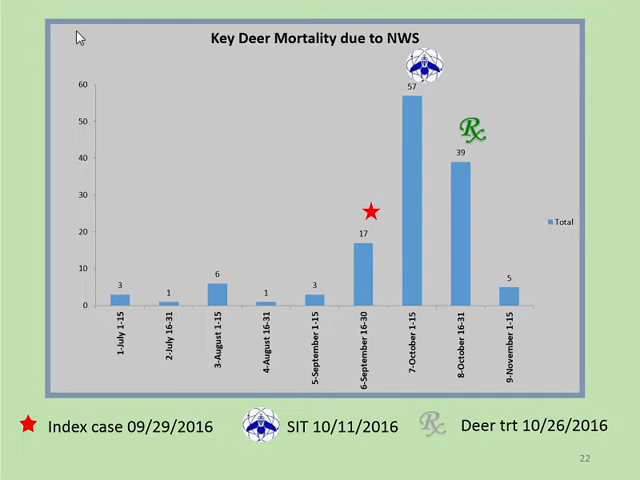 Key Deer Mortality due to NWS
60
50
40
30
20
10
0
3
1
6
1
3
17
57
39
5
Rx
Total
1-July 1-15
2-July 16-31
3-August 1-15
4-August 16-31
5-September 1-15
6-September 16-30
7-October 1-15
8-October 16-31
9-November 1-15
Index case 09/29/2016
SIT 10/11/2016
Rx
Deer trt 10/26/2016
22